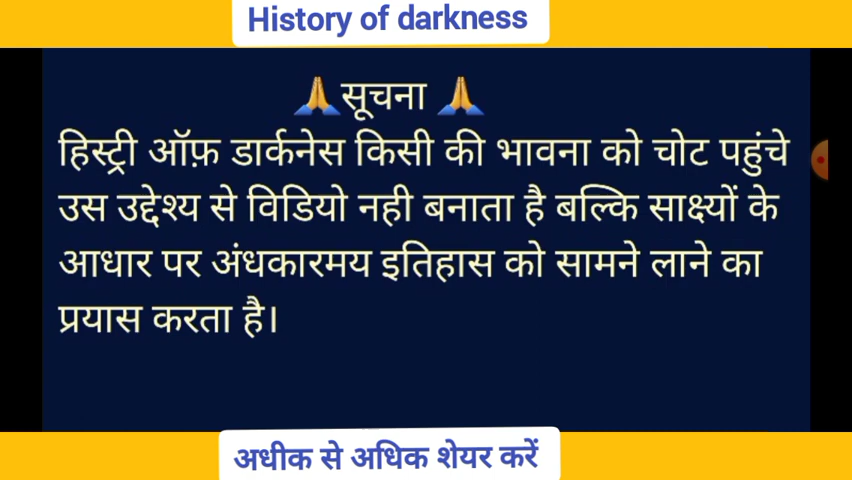 History of darkness
🙏सूचना 🙏
हिस्ट्री ऑफ़ डार्कनेस किसी की भावना को चोट पहुंचे
उस उद्देश्य से विडियो नही बनाता है बल्कि साक्ष्यों के
आधार पर अंधकारमय इतिहास को सामने लाने का
प्रयास करता है।
अधीक से अधिक शेयर करें